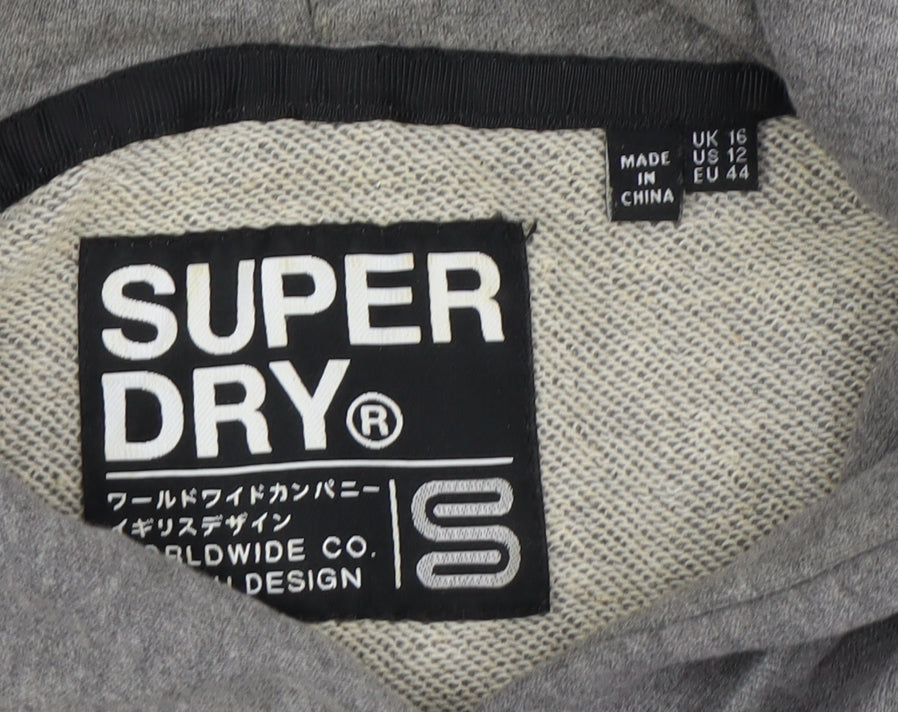 MADE
IN
CHINA
UK 16
US 12
EU 44
SUPER
DRY®
ワールドワイドカンパニー
イギリスデザイン
CO.
DESIGN